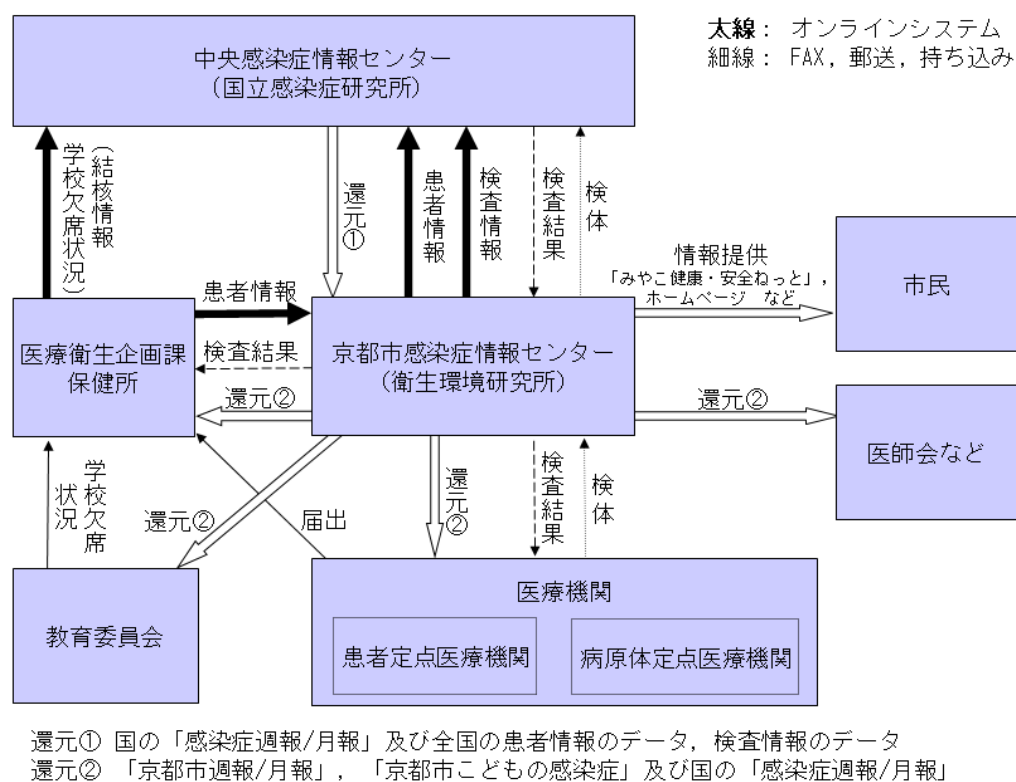 太線： オンラインシステム
細線： FAX，郵送，持ち込み
中央感染症情報センター
（国立感染症研究所）
学校欠席状況）
（結核情報
還元①
患者情報
検査情報
検査結果
検体
情報提供
「みやこ健康・安全ねっと」，
ホームページ など
市民
患者情報
医療衛生企画課
保健所
検査結果
京都市感染症情報センター
（衛生環境研究所）
還元②
還元②
医師会など
学校欠席
状況
還元②
届出
還元②
検査結果
検体
教育委員会
医療機関
患者定点医療機関
病原体定点医療機関
還元① 国の「感染症週報/月報」及び全国の患者情報のデータ，検査情報のデータ
還元② 「京都市週報/月報」，「京都市こどもの感染症」及び国の「感染症週報/月報」